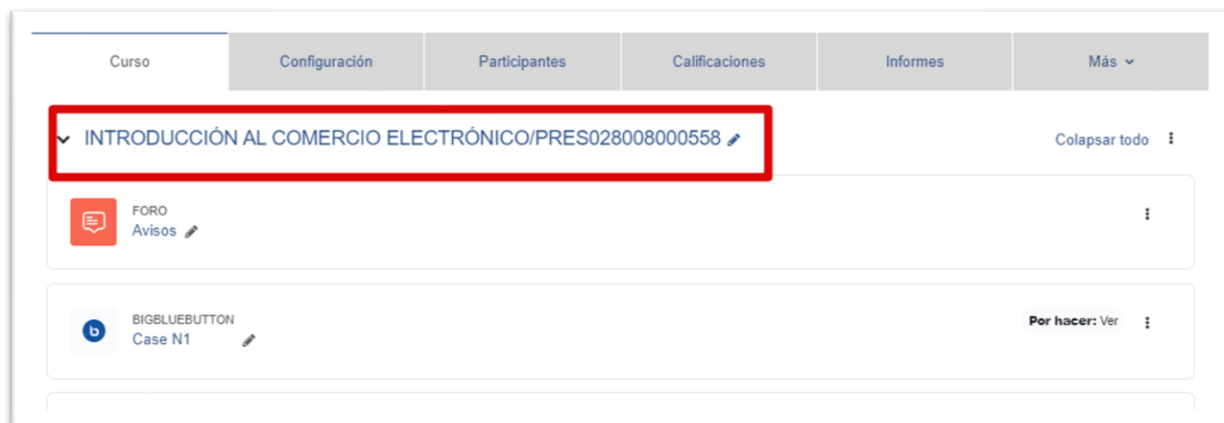 Curso Configuración Participantes Calificaciones Informes Más
INTRODUCCIÓN AL COMERCIO ELECTRÓNICO/PRES028008000558 Colapsar todo
FORO
Avisos
BIGBLUEBUTTON
Case N1
Por hacer: Ver